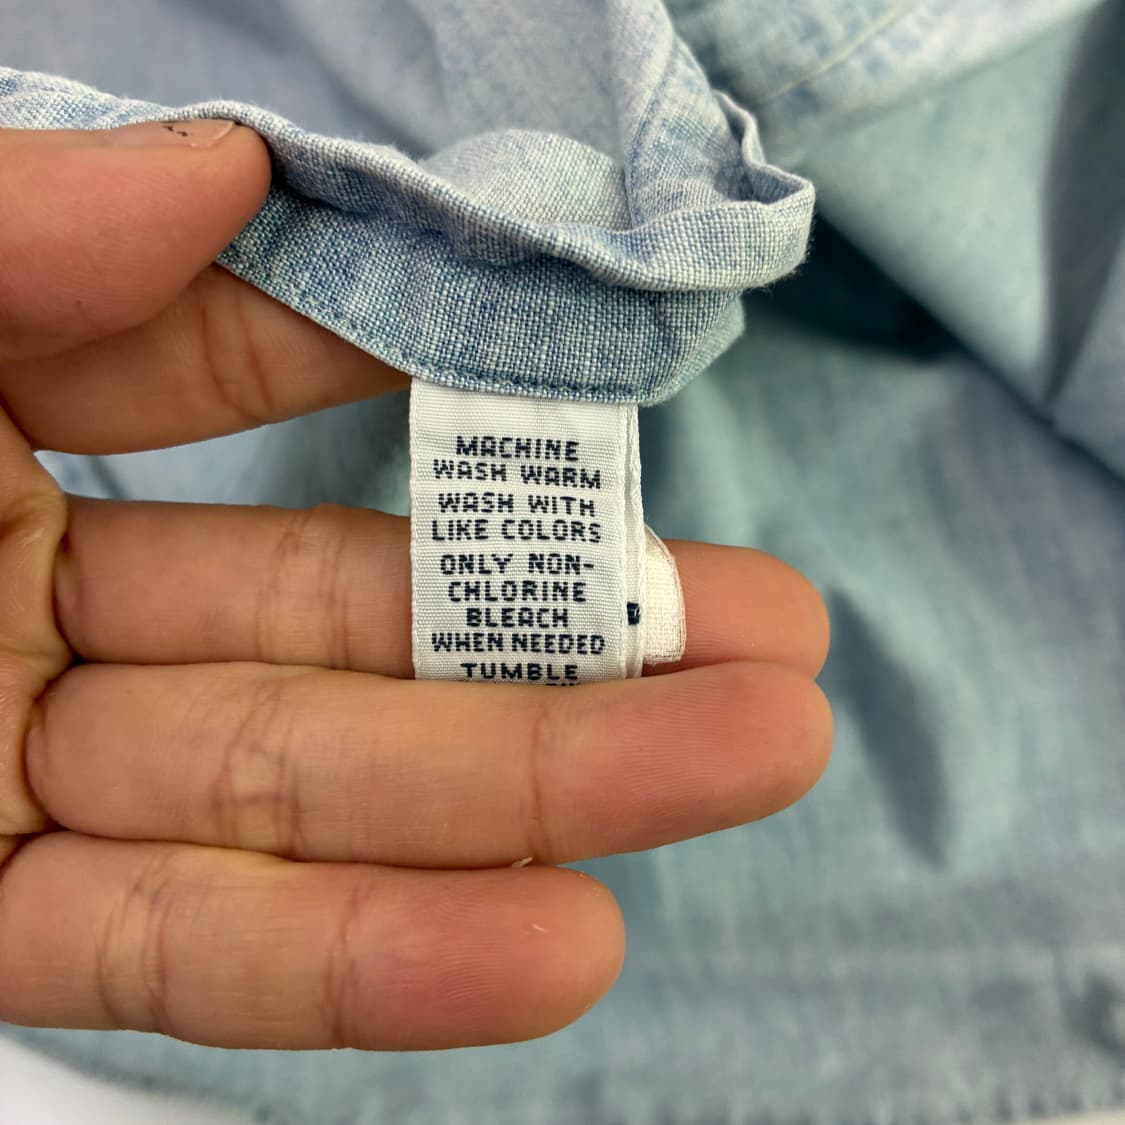 MACHINE
WASH WARM
WASH WITH
LIKE COLORS
ONLY NON-
CHLORINE
BLEACH
WHEN NEEDED
TUMBLE